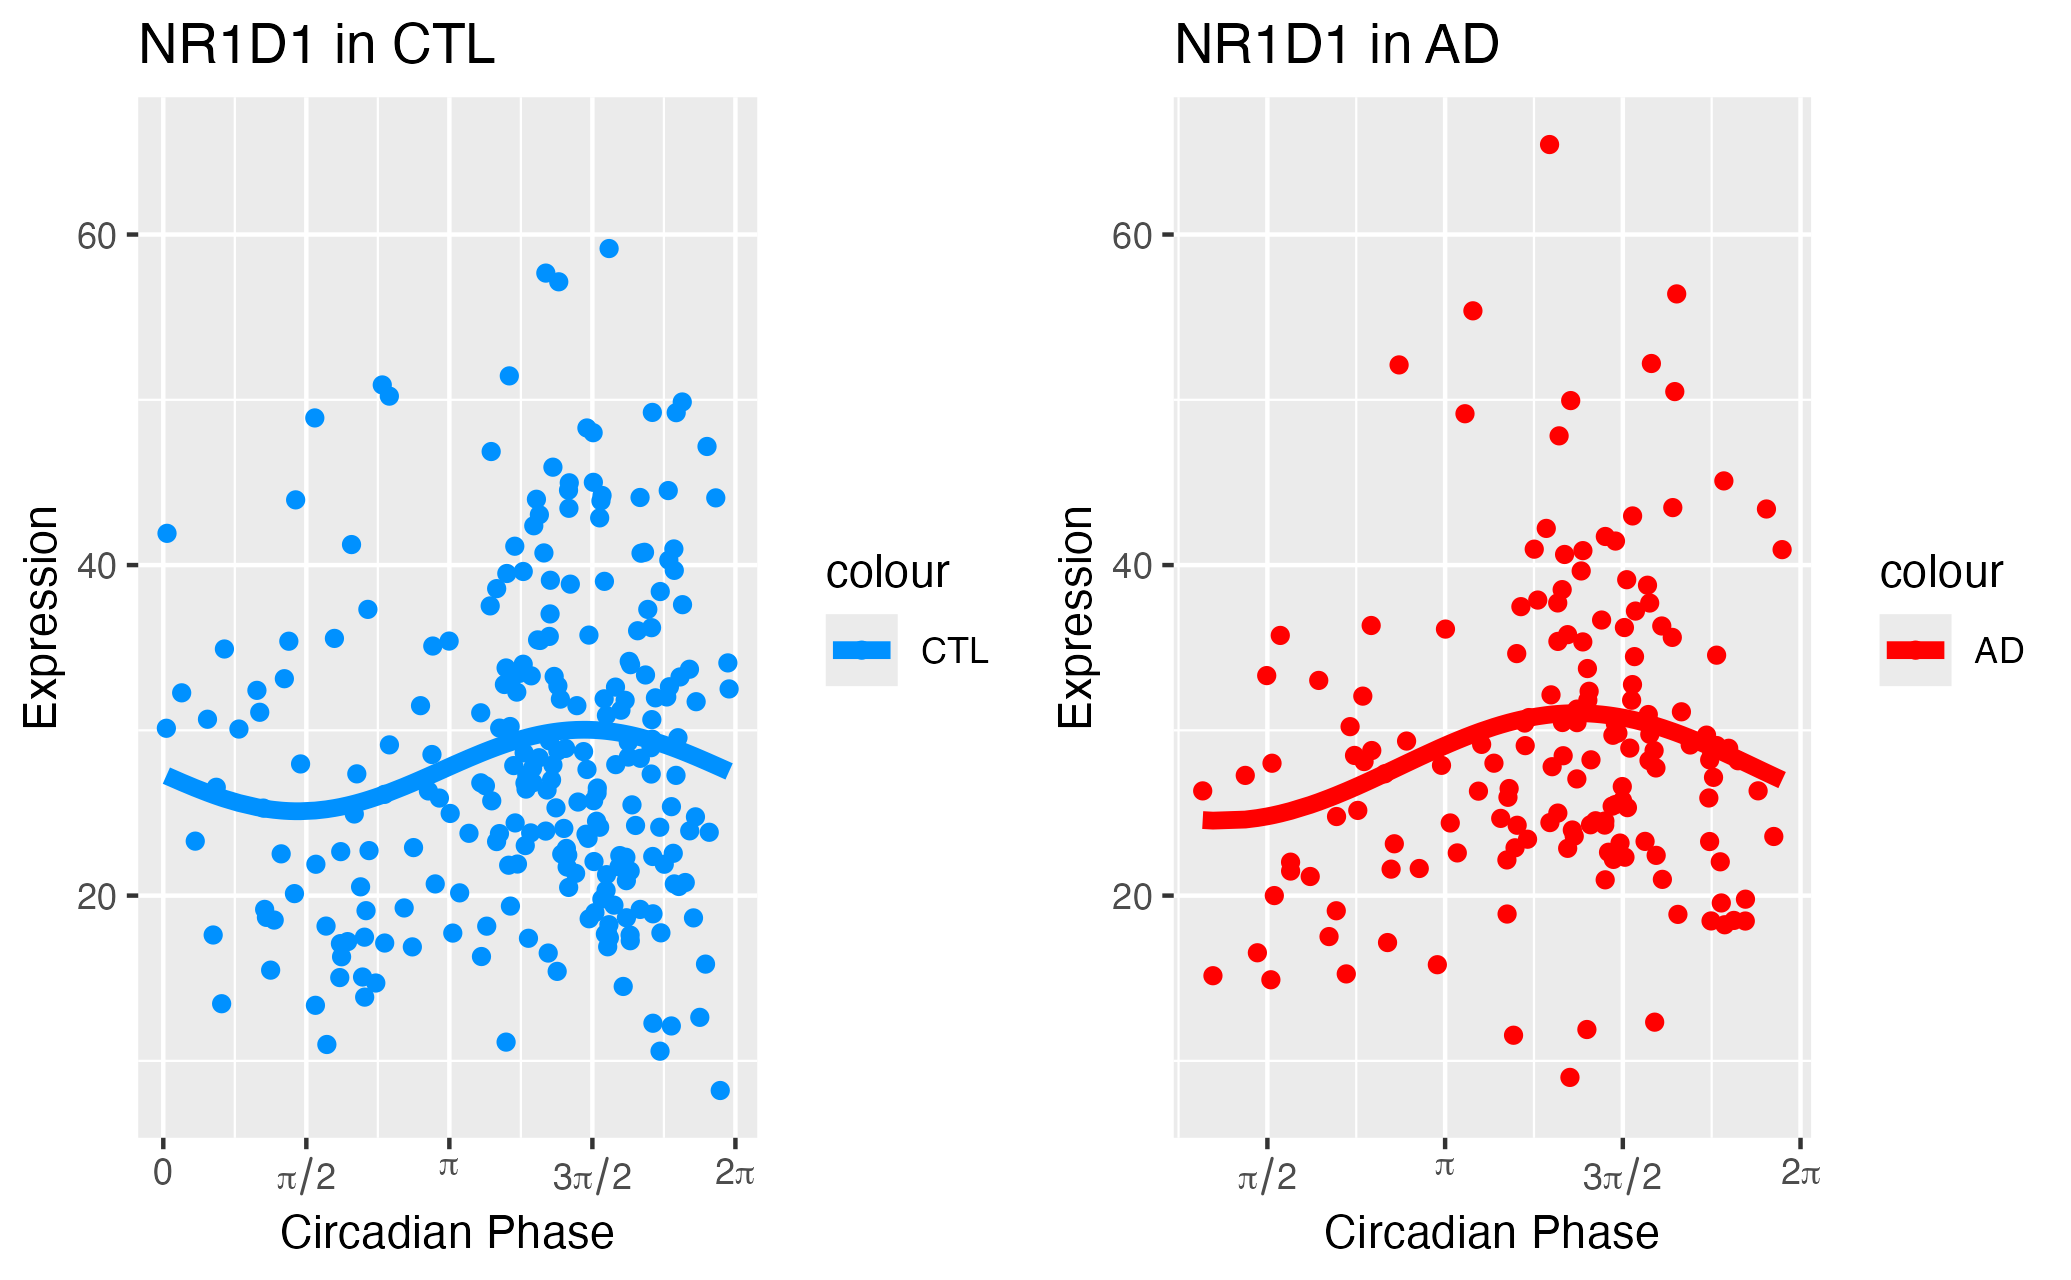 NR1D1 in CTL
60
40
20
Expression
0
π/2
π
3π/2
2π
Circadian Phase
colour
CTL
NR1D1 in AD
60
40
20
Expression
π/2
π
3π/2
2π
Circadian Phase
colour
AD